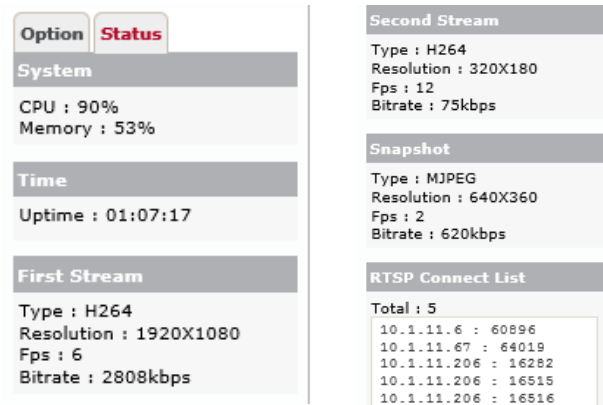 Option Status
System
CPU : 90%
Memory : 53%
Time
Uptime : 01:07:17
First Stream
Type : H264
Resolution : 1920X1080
Fps : 6
Bitrate : 2808kbps
Second Stream
Type : H264
Resolution : 320X180
Fps : 12
Bitrate : 75kbps
Snapshot
Type : MJPEG
Resolution : 640X360
Fps : 2
Bitrate : 620kbps
RTSP Connect List
Total : 5
10.1.11.6 : 60896
10.1.11.67 : 64019
10.1.11.206 : 16282
10.1.11.206 : 16515
10.1.11.206 : 16516